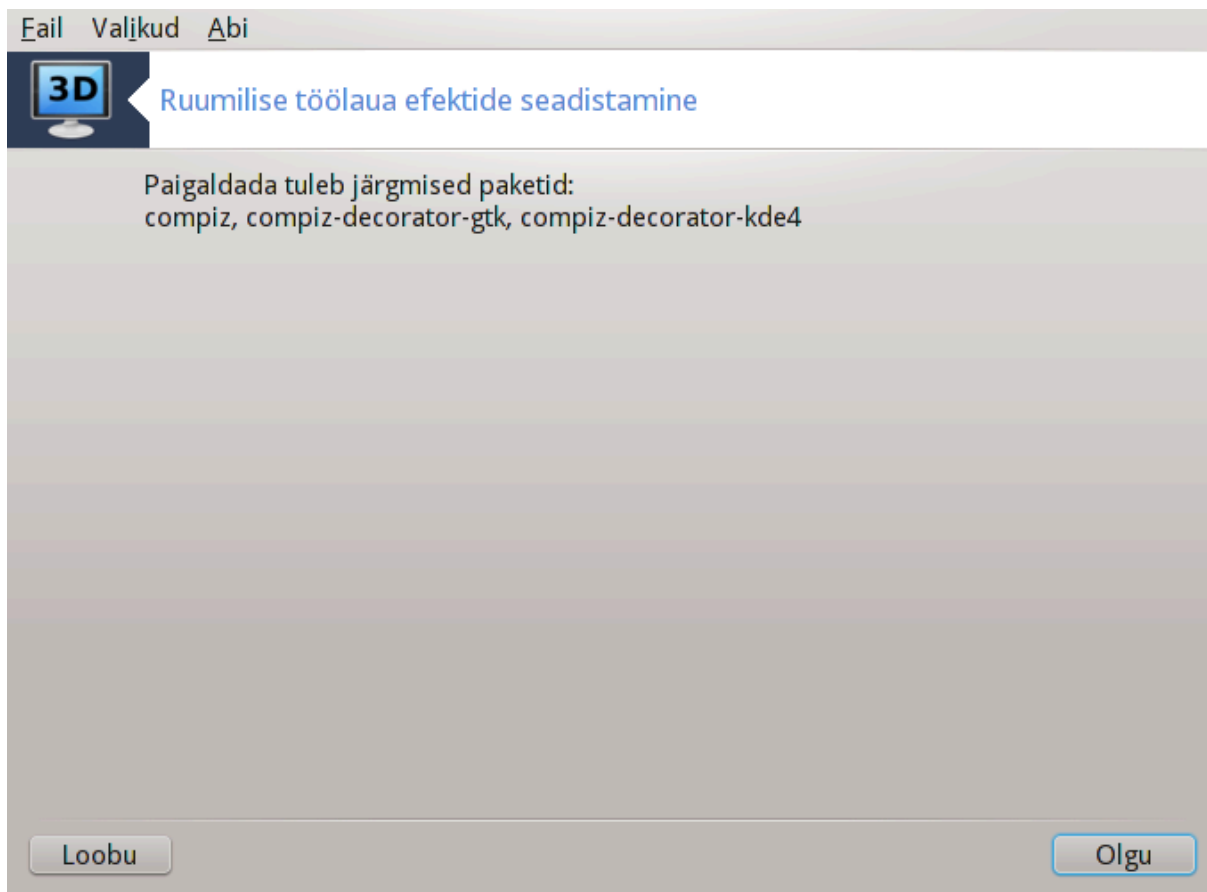 Fail Valikud Abi
3D
Ruumilise töölaua efektide seadistamine
Paigaldada tuleb järgmised paketid:
compiz, compiz-decorator-gtk, compiz-decorator-kde4
Loobu Olgu